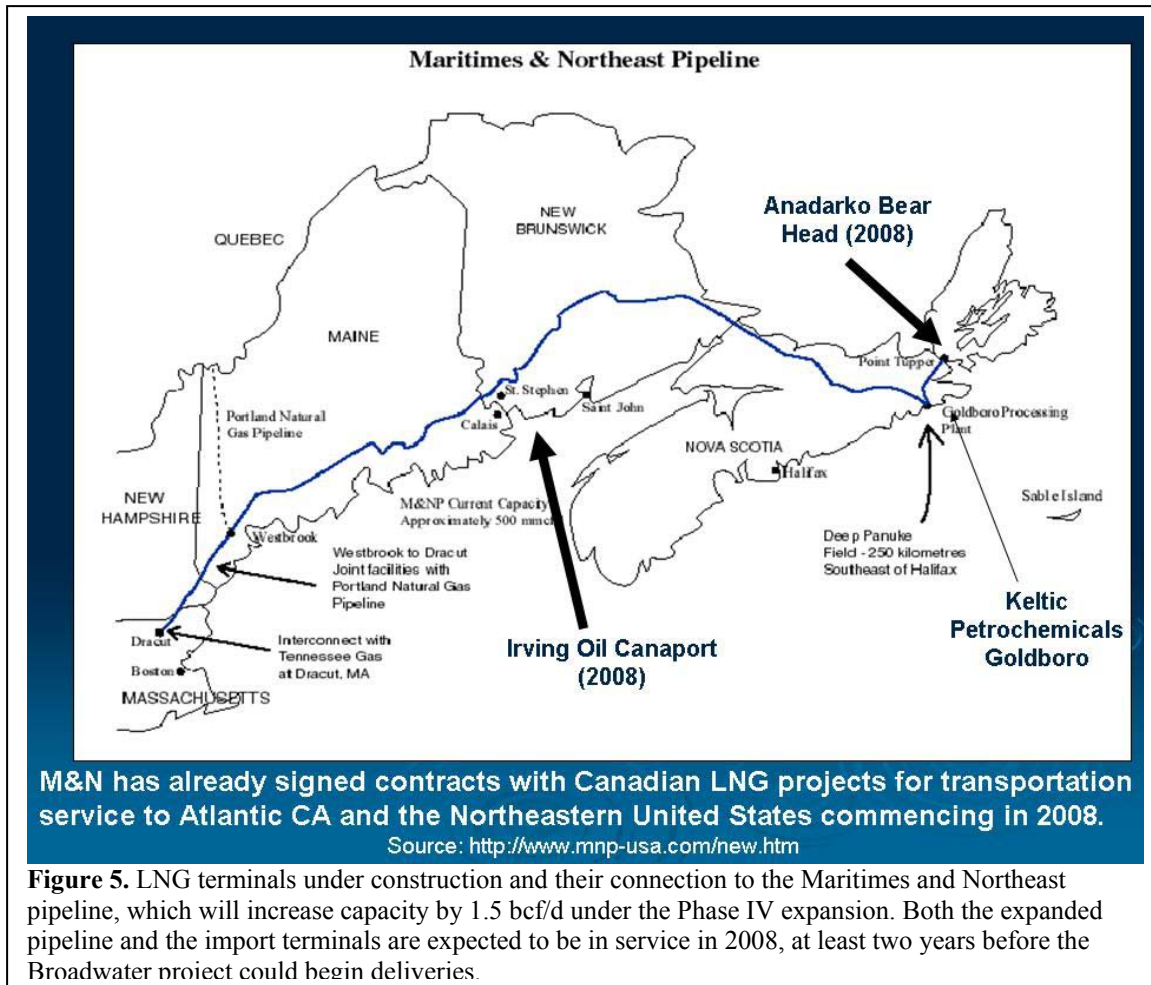 Maritimes & Northeast Pipeline
QUEBEC
NEW
BRUNSWICK
Anadarko Bear
Head (2008)
MAINE
Point Tupper
St. Stephen
Saint John
Calais
Portland Natural
Gas Pipeline
Goldboro Processing
Plant
NOVA SCOTIA
Halifax
Sable Island
NEW
HAMPSHIRE
M&NP Current Capacity
Approximately 500 mmcf
Westbrook
Westbrook to Dracut
Joint facilities with
Portland Natural Gas
Pipeline
Deep Panuke
Field - 250 kilometres
Southeast of Halifax
Dracut
Interconnect with
Tennessee Gas
at Dracut, MA
Boston
MASSACHUSETTS
Irving Oil Canaport
(2008)
Keltic
Petrochemicals
Goldboro
M&N has already signed contracts with Canadian LNG projects for transportation
service to Atlantic CA and the Northeastern United States commencing in 2008.
Source: http://www.mnp-usa.com/new.htm
Figure 5. LNG terminals under construction and their connection to the Maritimes and Northeast
pipeline, which will increase capacity by 1.5 bcf/d under the Phase IV expansion. Both the expanded
pipeline and the import terminals are expected to be in service in 2008, at least two years before the
Broadwater project could begin deliveries.